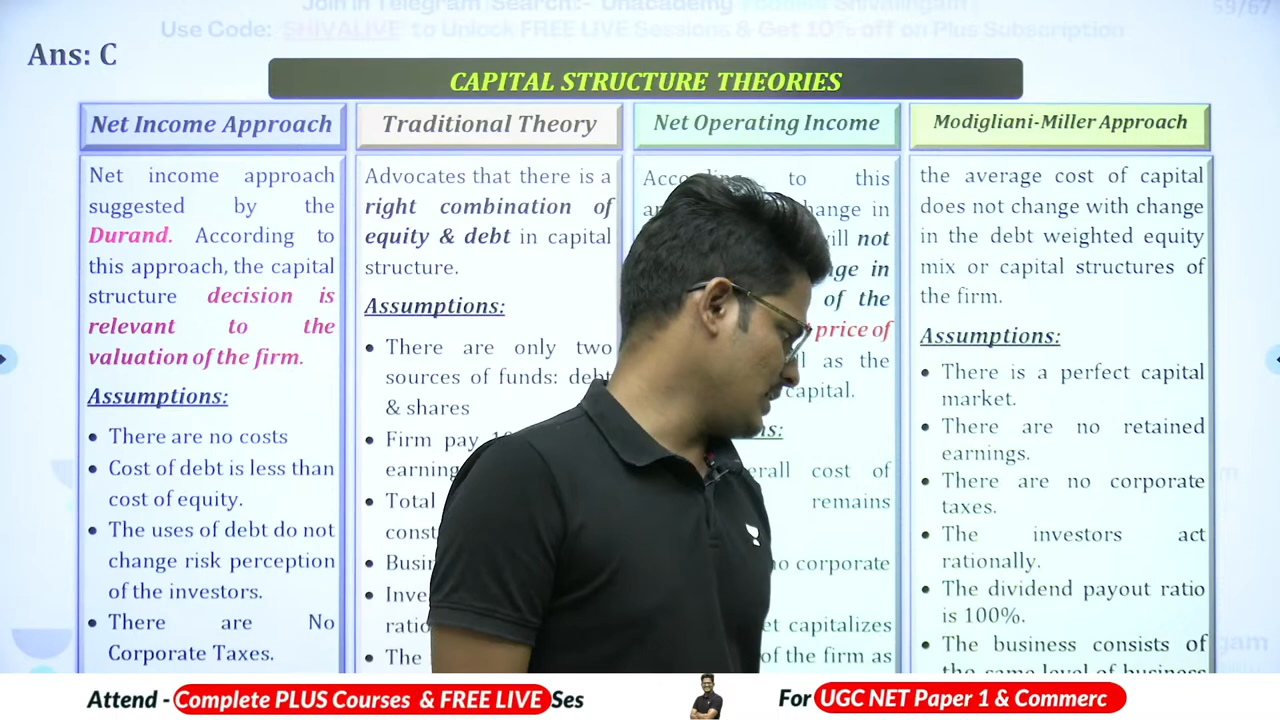 Join in Telegram Search:- Unacademy Shivalingam
59/67
Use Code: SHIVALIVE to Unlock FREE LIVE Sessions & Get 10% off on Plus Subscription
Ans: C
CAPITAL STRUCTURE THEORIES
Net Income Approach
Net income approach
suggested by the
Durand. According to
this approach, the capital
structure decision is
relevant to the
valuation of the firm.
Assumptions:
• There are no costs
• Cost of debt is less than
cost of equity.
• The uses of debt do not
change risk perception
of the investors.
• There are No
Corporate Taxes.
Traditional Theory
Advocates that there is a
right combination of
equity & debt in capital
structure.
Assumptions:
• There are only two
sources of funds: debt
& shares
• Firm pay
earning
• Total
const
• Busin
• Inve
ratio
• The
Net Operating Income
to this
hange in
will not
ge in
of the
price of
l as the
capital.
ns:
erall cost of
remains
no corporate
et capitalizes
of the firm as
Modigliani-Miller Approach
the average cost of capital
does not change with change
in the debt weighted equity
mix or capital structures of
the firm.
Assumptions:
• There is a perfect capital
market.
• There are no retained
earnings.
• There are no corporate
taxes.
• The investors act
rationally.
• The dividend payout ratio
is 100%.
• The business consists of
the same level of business
Attend - Complete PLUS Courses & FREE LIVE Ses
For UGC NET Paper 1 & Commerc